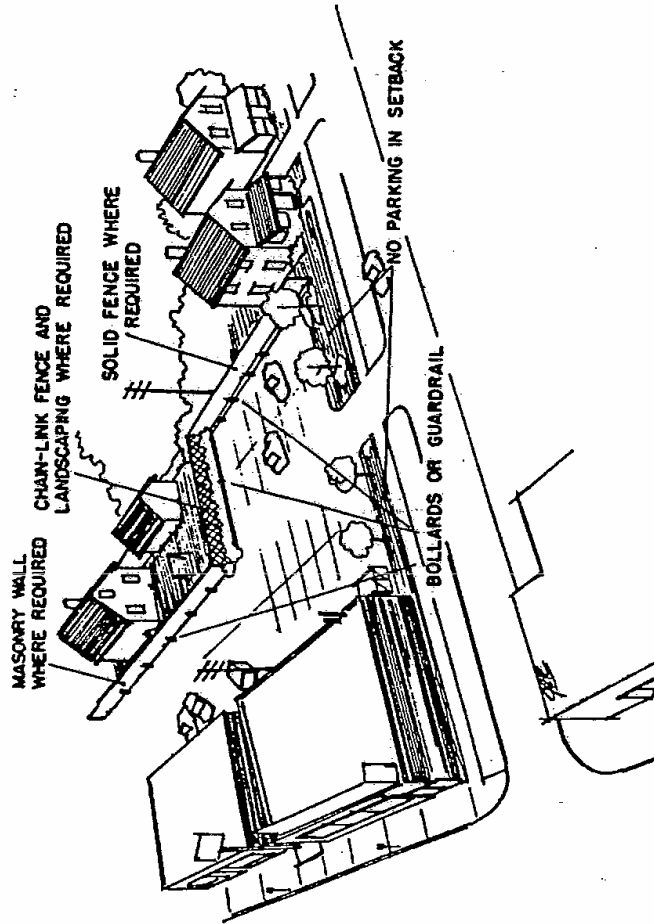 MASONRY WALL
WHERE REQUIRED
CHAIN-LINK FENCE AND
LANDSCAPING WHERE REQUIRED
SOLID FENCE WHERE
REQUIRED
NO PARKING IN SETBACK
BOLLARDS OR GUARDRAIL